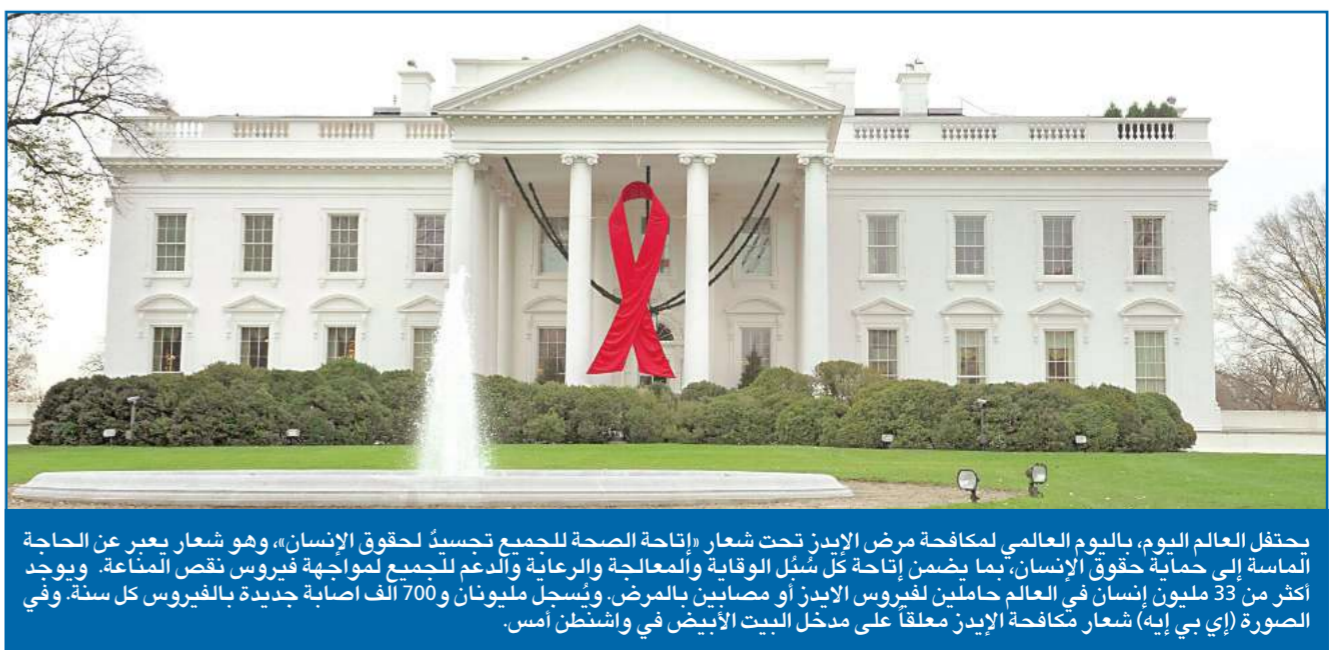 يحتفل العالم اليوم، باليوم العالمي لمكافحة مرض الإيدز تحت شعار «إتاحة الصحة للجميع تجسيدٌ لحقوق الإنسان»، وهو شعار يعبر عن الحاجة
الماسة إلى حماية حقوق الإنسان، بما يضمن إتاحة كل سُبُل الوقاية والمعالجة والرعاية والدعم للجميع لمواجهة فيروس نقص المناعة. ويوجد
أكثر من 33 مليون إنسان في العالم حاملين لفيروس الايدز أو مصابين بالمرض. ويُسجل مليونان و700 الف اصابة جديدة بالفيروس كل سنة. وفي
الصورة (إي بي إيه) شعار مكافحة الإيدز معلقاً على مدخل البيت الأبيض في واشنطن أمس.